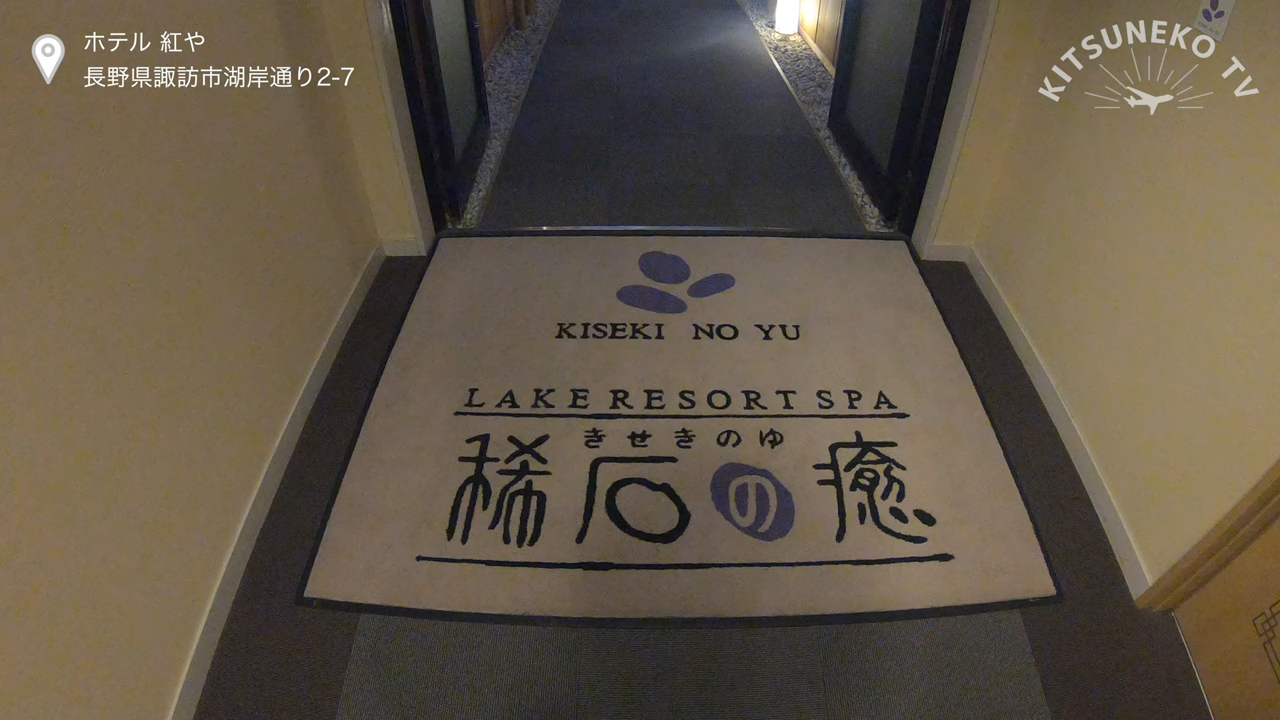 ホテル 紅や
長野県諏訪市湖岸通り2-7
KITSUNEKO TV
KISEKI NO YU
LAKE RESORT SPA
きせきのゆ
稀石の癒